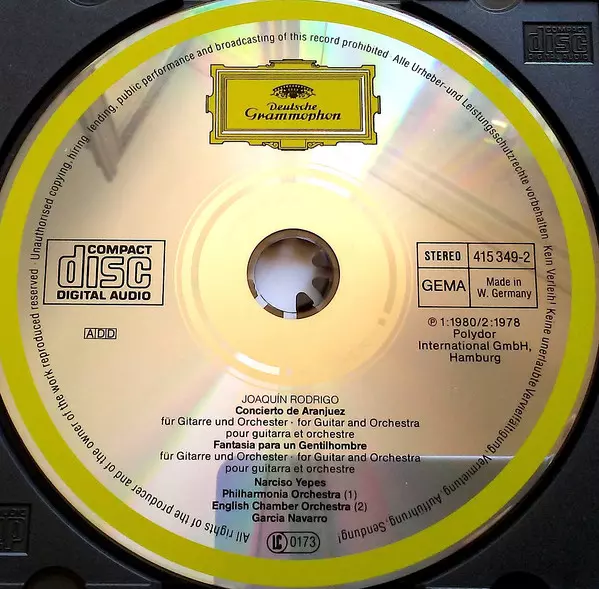 Unauthorised copying, hiring, lending, public performance and broadcasting of this record prohibited · Alle Urheber- und Leistungsschutzrechte vorbehalten. Kein Verleih! Keine unerlaubte Vervielfältigung, Vermietung, Aufführung, Sendung!
COMPACT
disc
DIGITAL AUDIO
Deutsche
Grammophon
COMPACT
disc
DIGITAL AUDIO
STEREO 415 349-2
GEMA Made in W. Germany
ADD
℗ 1:1980/2:1978
Polydor
International GmbH,
Hamburg
JOAQUÍN RODRIGO
Concierto de Aranjuez
für Gitarre und Orchester · for Guitar and Orchestra
pour guitarra et orchestre
Fantasia para un Gentilhombre
für Gitarre und Orchester · for Guitar and Orchestra
pour guitarra et orchestre
Narciso Yepes
Philharmonia Orchestra (1)
English Chamber Orchestra (2)
Garcia Navarro
LC 0173
All rights of the producer and of the owner of the work reproduced reserved ·